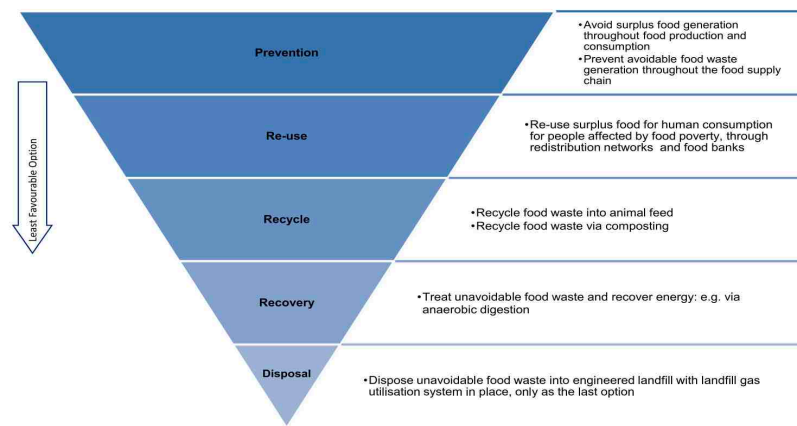 Prevention
•Avoid surplus food generation
throughout food production and
consumption
•Prevent avoidable food waste
generation throughout the food supply
chain
Least Favourable Option
Re-use
•Re-use surplus food for human consumption
for people affected by food poverty, through
redistribution networks and food banks
Recycle
•Recycle food waste into animal feed
•Recycle food waste via composting
Recovery
•Treat unavoidable food waste and recover energy: e.g. via
anaerobic digestion
Disposal
•Dispose unavoidable food waste into engineered landfill with landfill gas
utilisation system in place, only as the last option